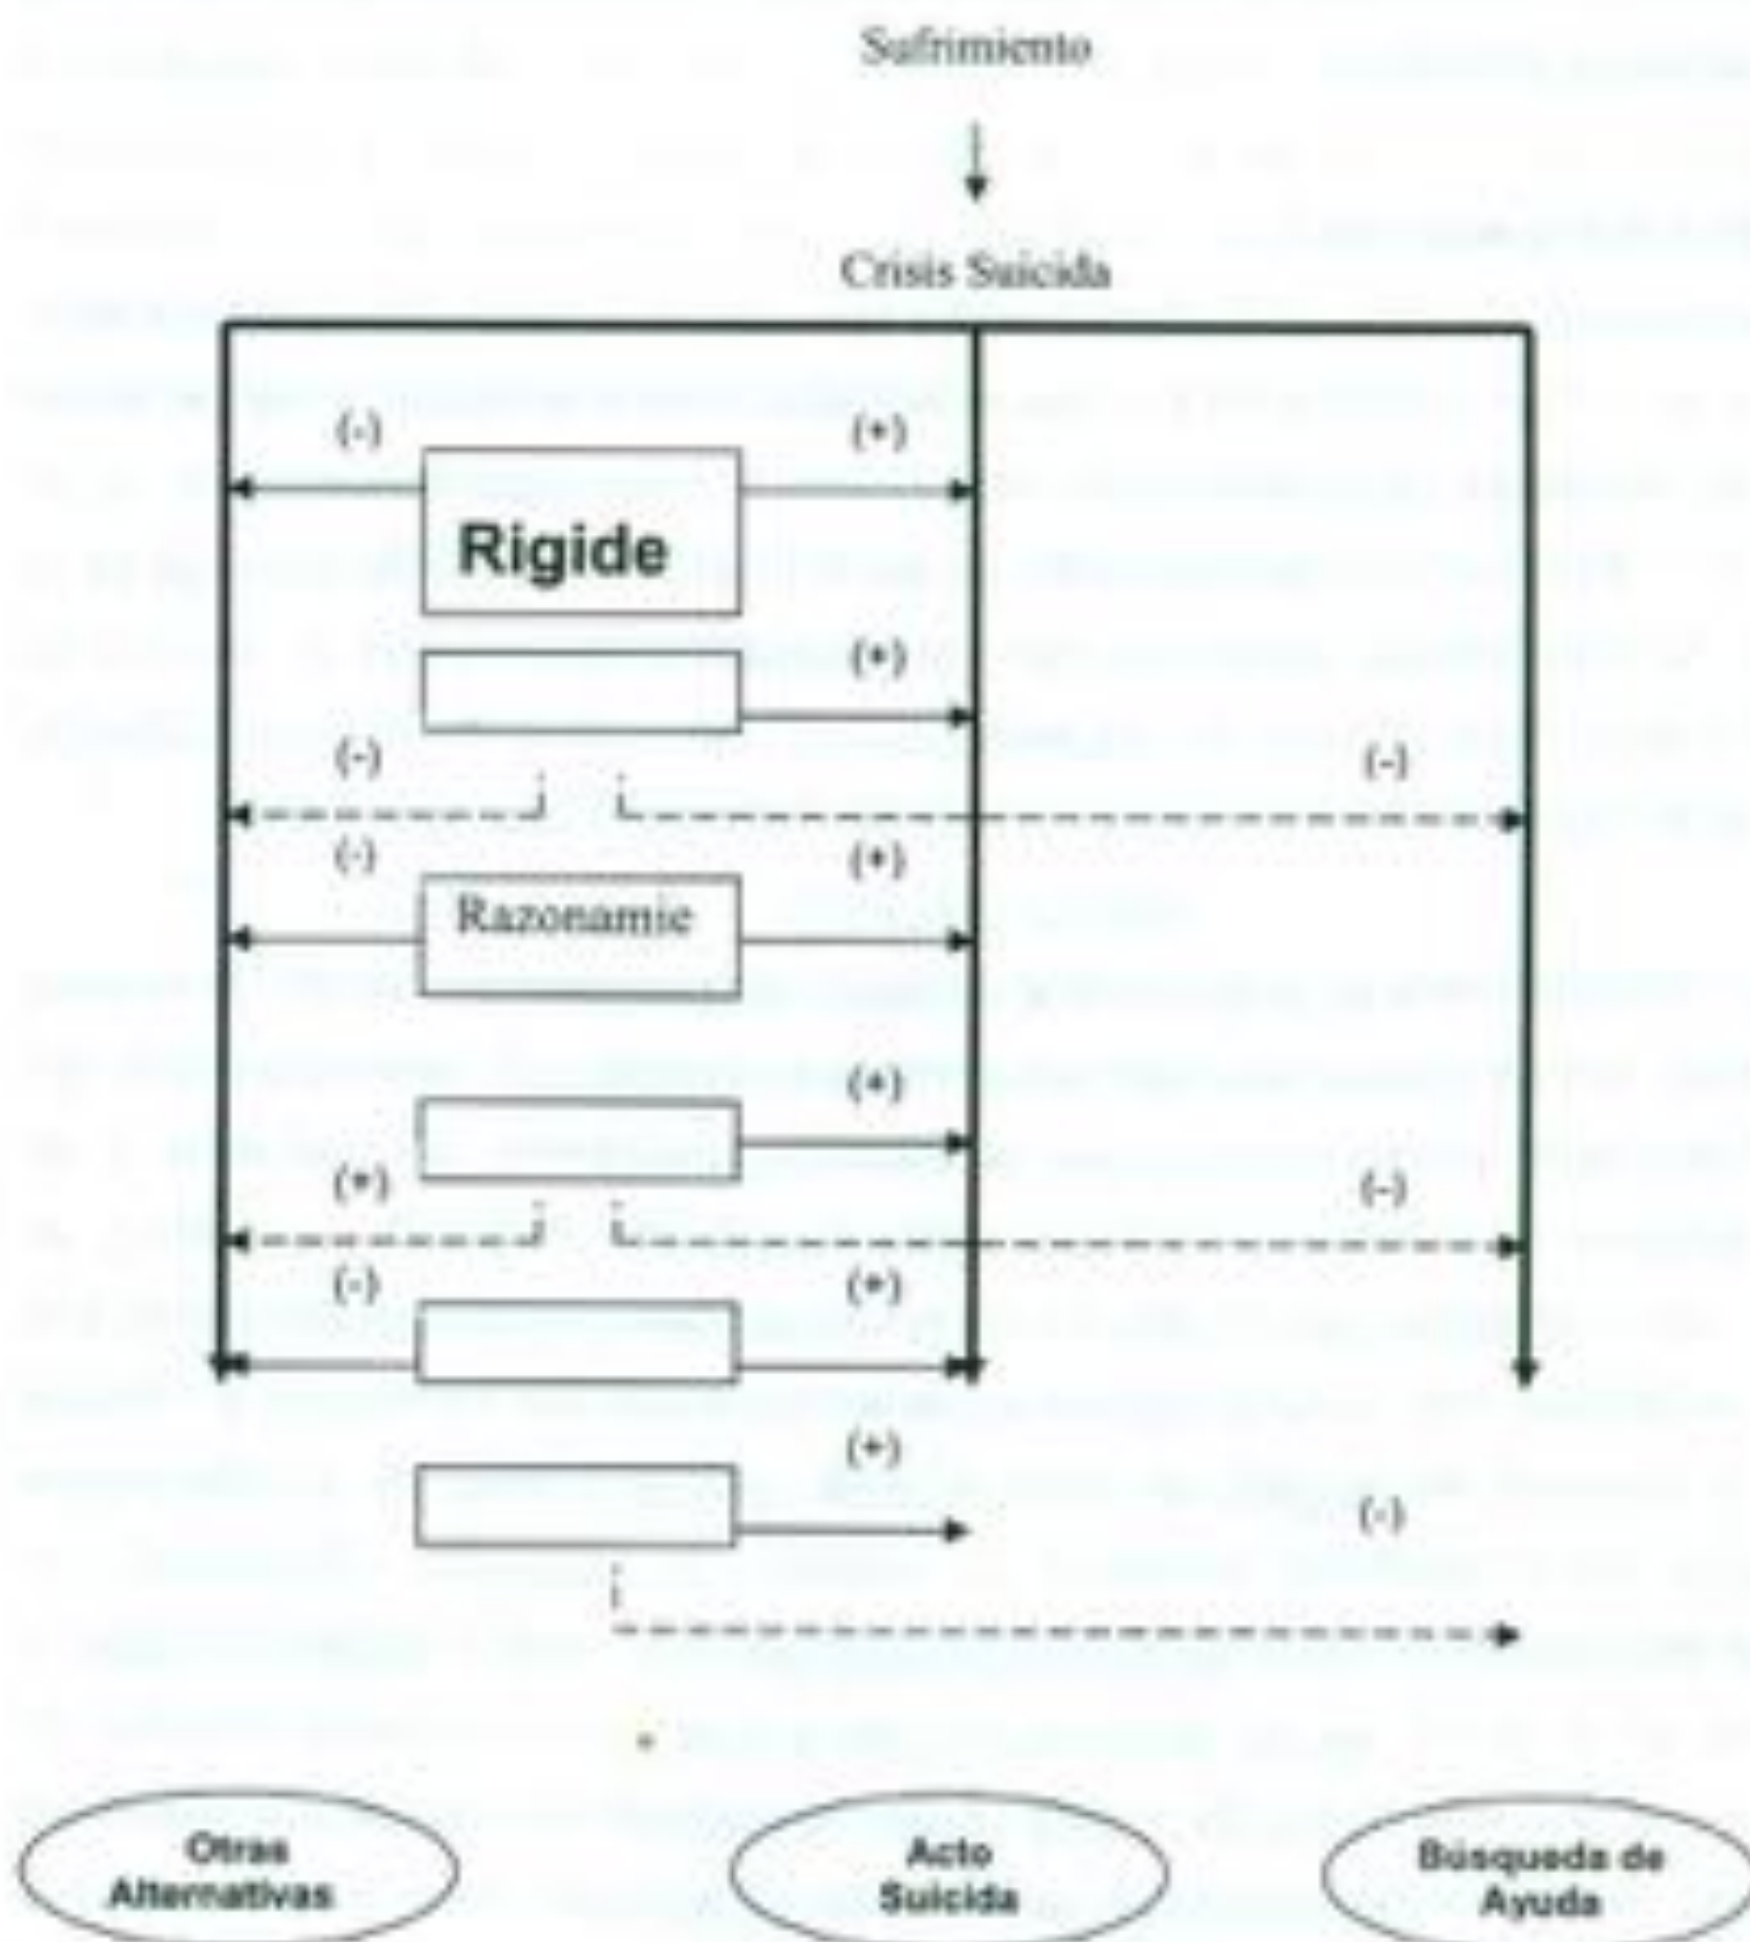 Sufrimiento
Crisis Suicida
(-) (+)
Rigide
(+)
(-) (-)
(-) (+)
Razonamie
(+)
(+) (-)
(-) (+)
(+)
(-)
Otras
Alternativas
Acto
Suicida
Búsqueda de
Ayuda